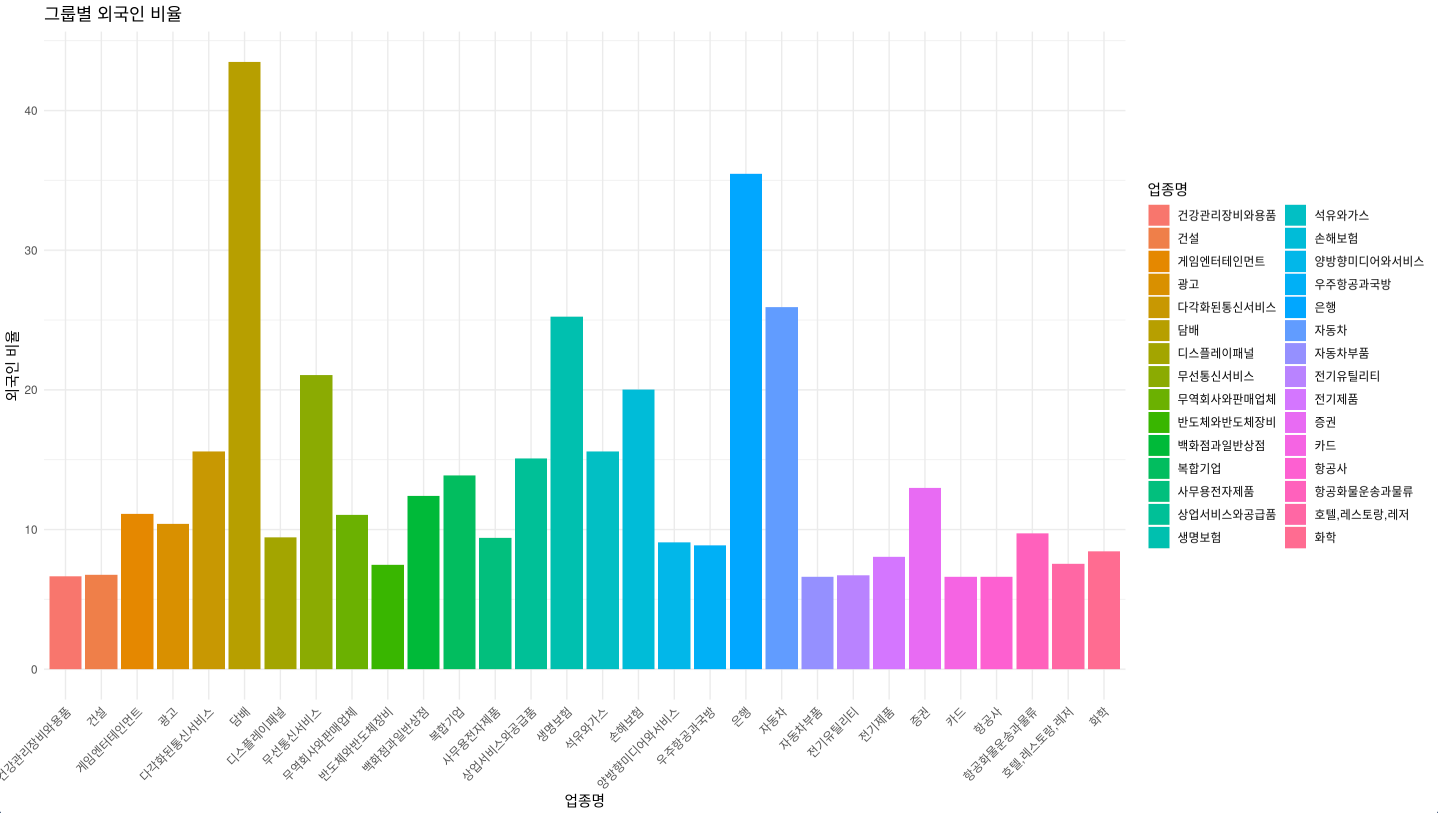 그룹별 외국인 비율
외국인 비율
40
30
20
10
0
건강관리장비와용품
건설
게임엔터테인먼트
광고
다각화된통신서비스
담배
디스플레이패널
무선통신서비스
무역회사와판매업체
반도체와반도체장비
백화점과일반상점
복합기업
사무용전자제품
상업서비스와공급품
생명보험
석유와가스
손해보험
양방향미디어와서비스
우주항공과국방
은행
자동차
자동차부품
전기유틸리티
전기제품
증권
카드
항공사
항공화물운송과물류
호텔,레스토랑,레저
화학
업종명
업종명
건강관리장비와용품
건설
게임엔터테인먼트
광고
다각화된통신서비스
담배
디스플레이패널
무선통신서비스
무역회사와판매업체
반도체와반도체장비
백화점과일반상점
복합기업
사무용전자제품
상업서비스와공급품
생명보험
석유와가스
손해보험
양방향미디어와서비스
우주항공과국방
은행
자동차
자동차부품
전기유틸리티
전기제품
증권
카드
항공사
항공화물운송과물류
호텔,레스토랑,레저
화학